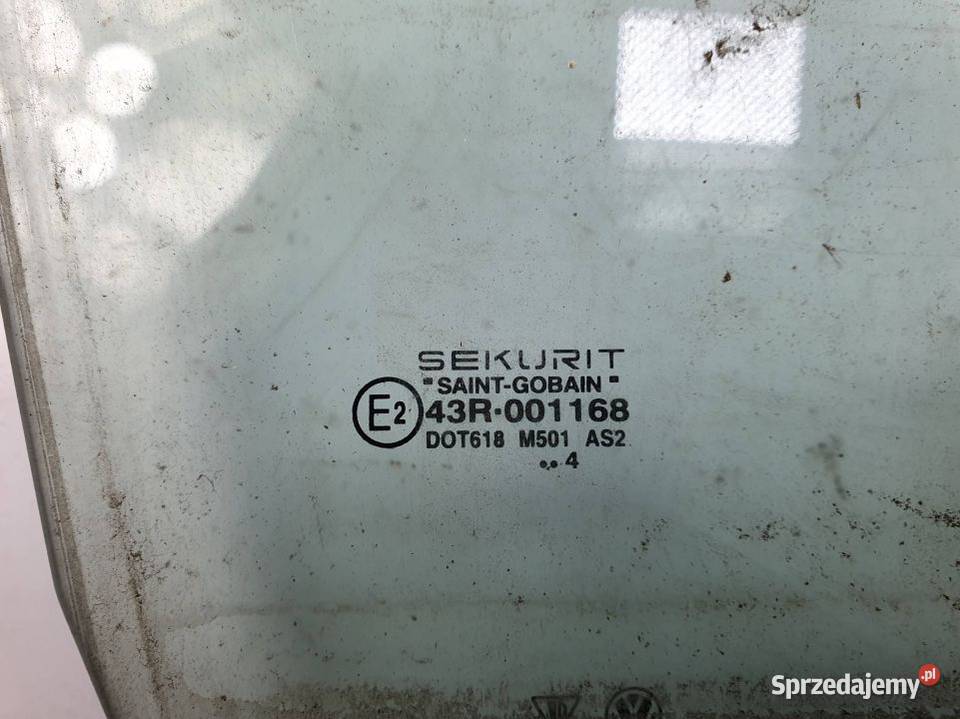 SEKURIT
"SAINT-GOBAIN"
E2 43R·001168
DOT618 M501 AS2
.. 4
Sprzedajemy.pl